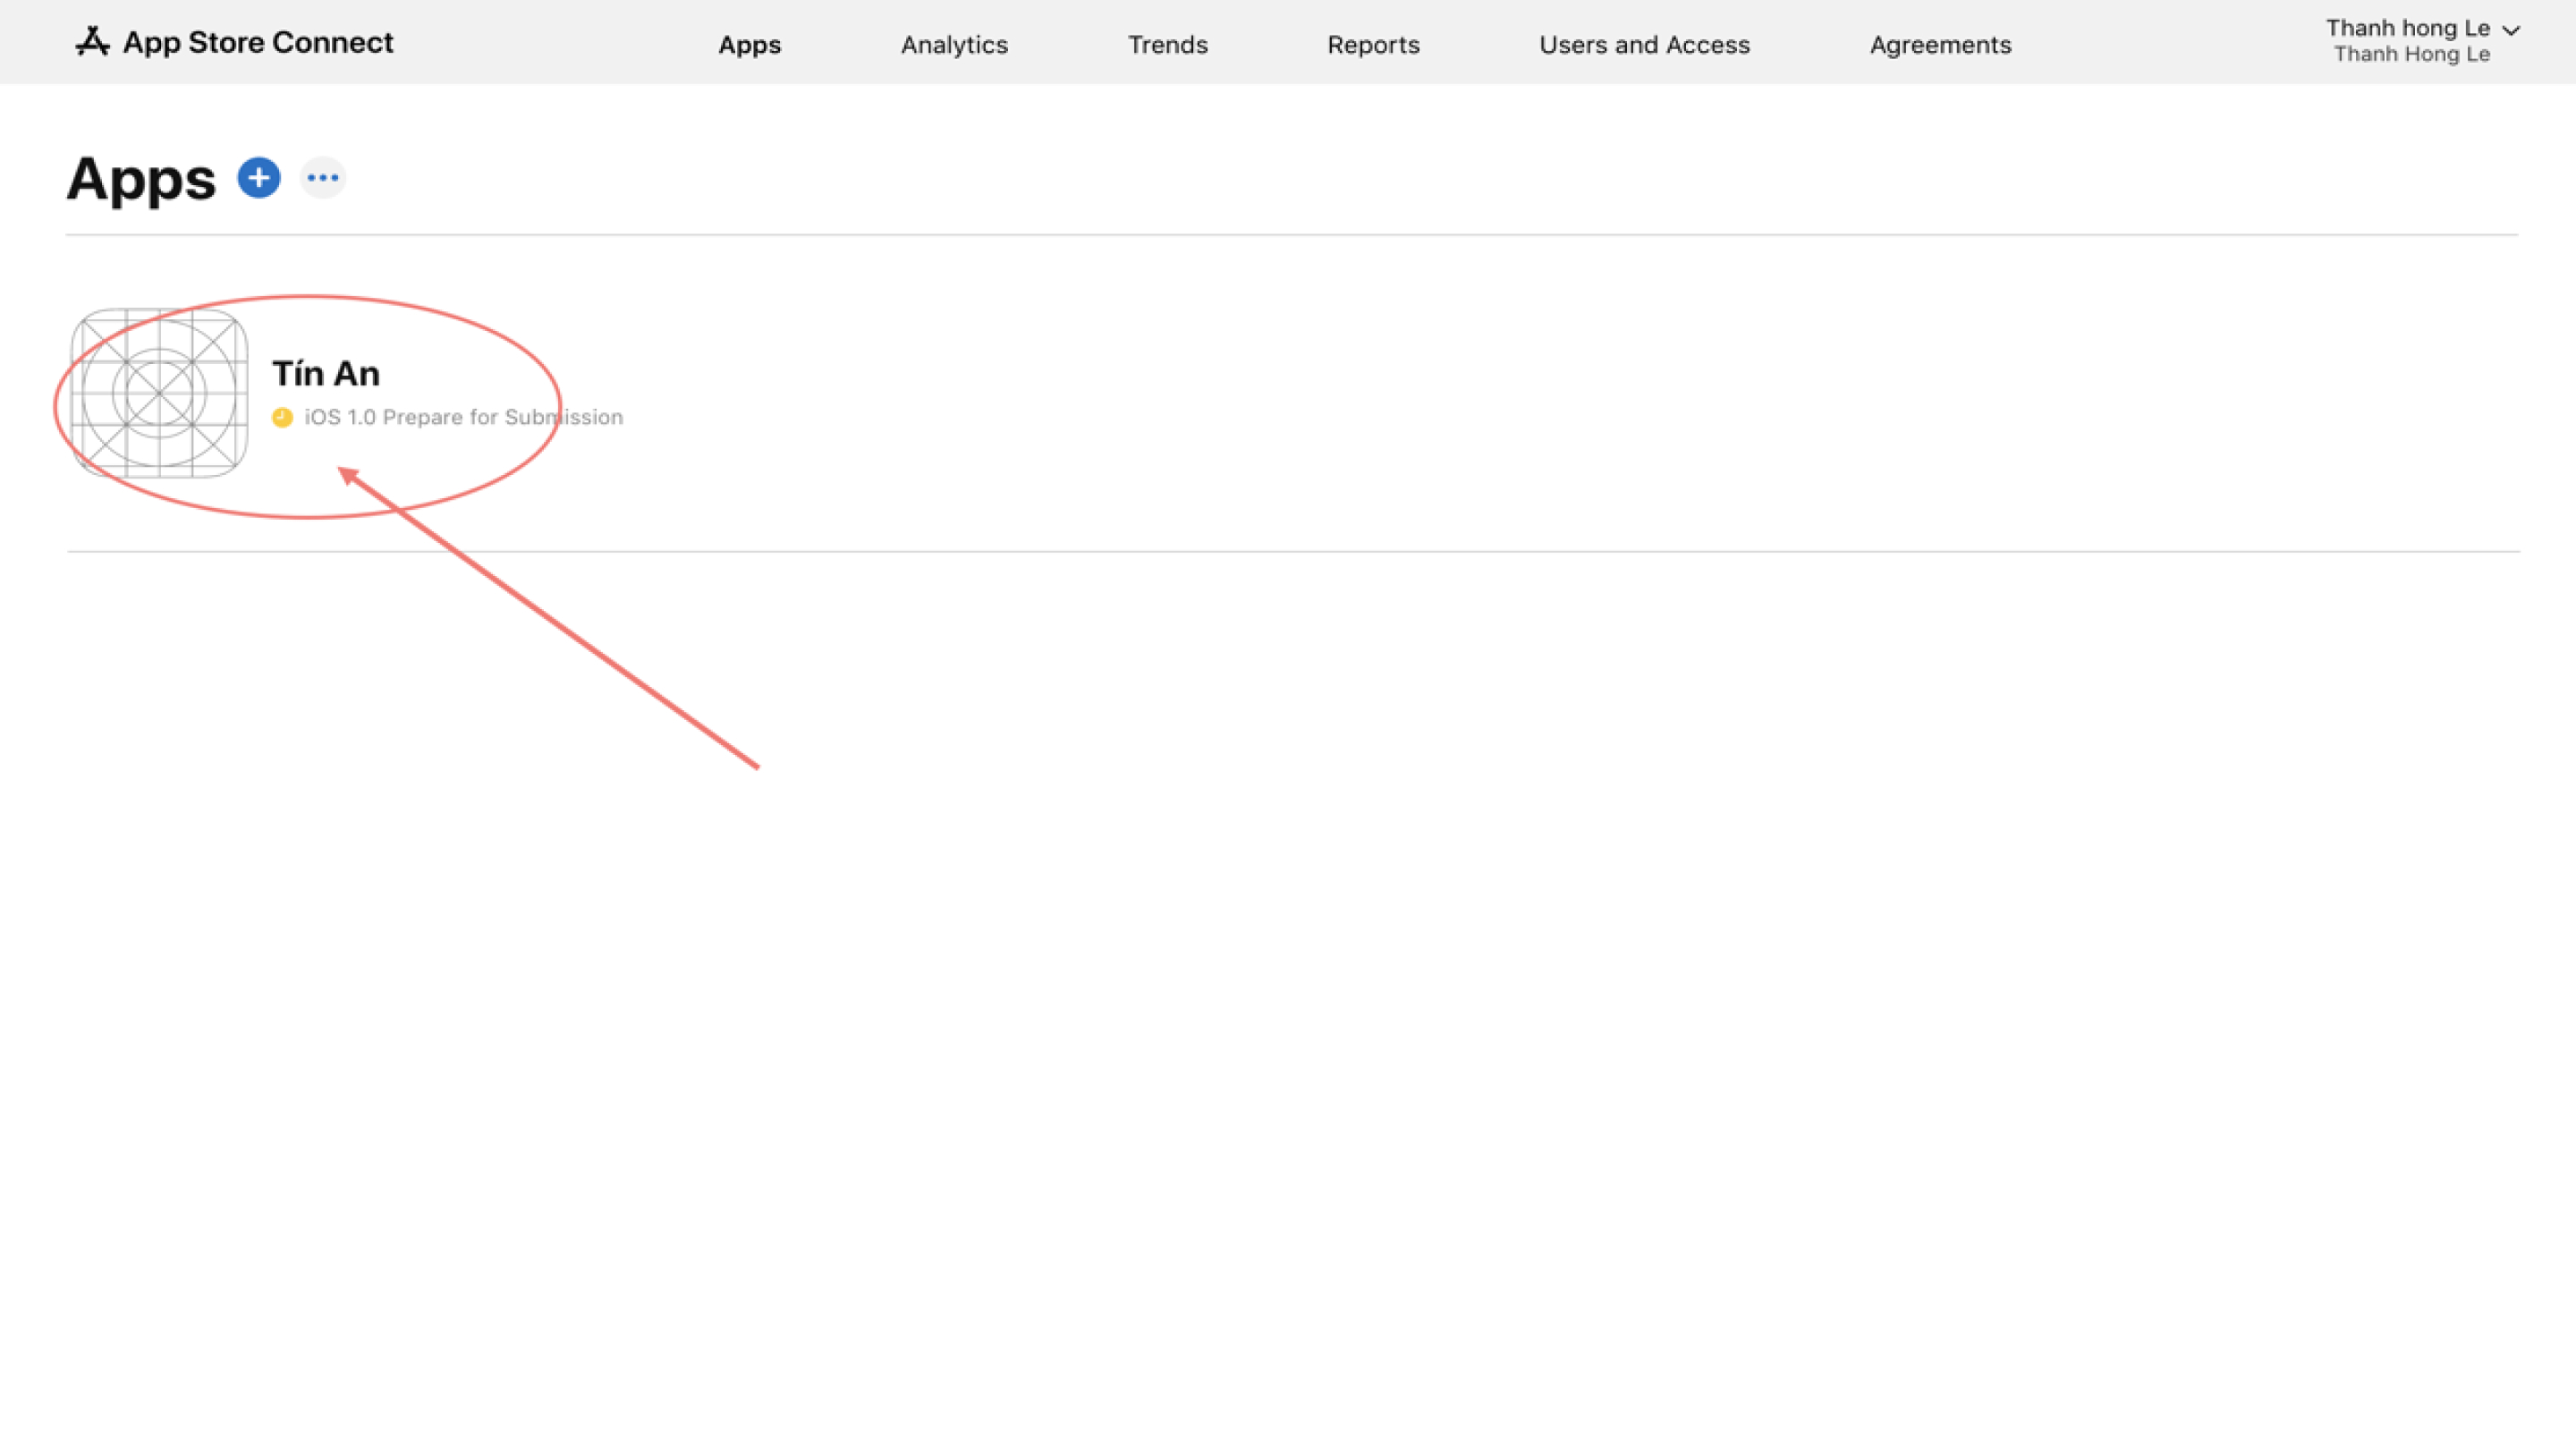 App Store Connect
Apps
Analytics
Trends
Reports
Users and Access
Agreements
Thanh hong Le
Thanh Hong Le
Apps
Tín An
iOS 1.0 Prepare for Submission